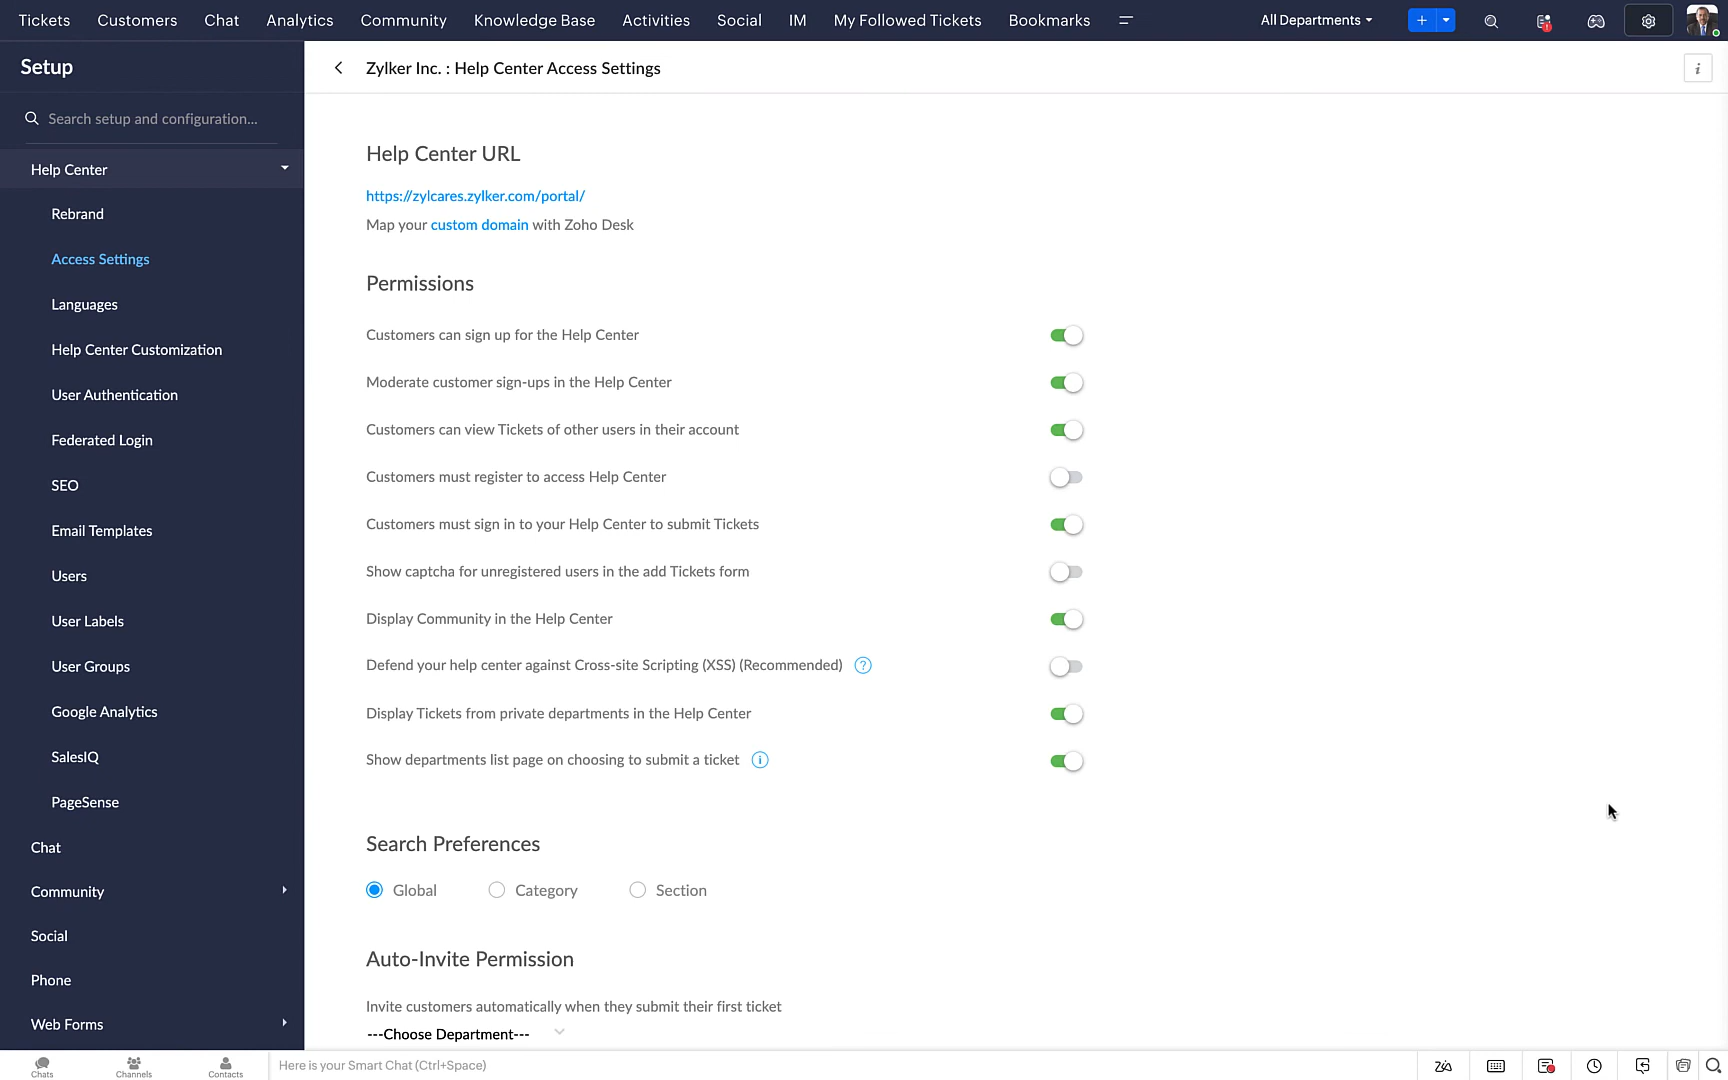 Tickets Customers Chat Analytics Community Knowledge Base Activities Social IM My Followed Tickets Bookmarks All Departments
Setup
Search setup and configuration...
Help Center
Rebrand
Access Settings
Languages
Help Center Customization
User Authentication
Federated Login
SEO
Email Templates
Users
User Labels
User Groups
Google Analytics
SalesIQ
PageSense
Chat
Community
Social
Phone
Web Forms
Zylker Inc. : Help Center Access Settings
i
Help Center URL
https://zylcares.zylker.com/portal/
Map your custom domain with Zoho Desk
Permissions
Customers can sign up for the Help Center
Moderate customer sign-ups in the Help Center
Customers can view Tickets of other users in their account
Customers must register to access Help Center
Customers must sign in to your Help Center to submit Tickets
Show captcha for unregistered users in the add Tickets form
Display Community in the Help Center
Defend your help center against Cross-site Scripting (XSS) (Recommended) ?
Display Tickets from private departments in the Help Center
Show departments list page on choosing to submit a ticket i
Search Preferences
Global Category Section
Auto-Invite Permission
Invite customers automatically when they submit their first ticket
---Choose Department---
Chats Channels Contacts Here is your Smart Chat (Ctrl+Space)